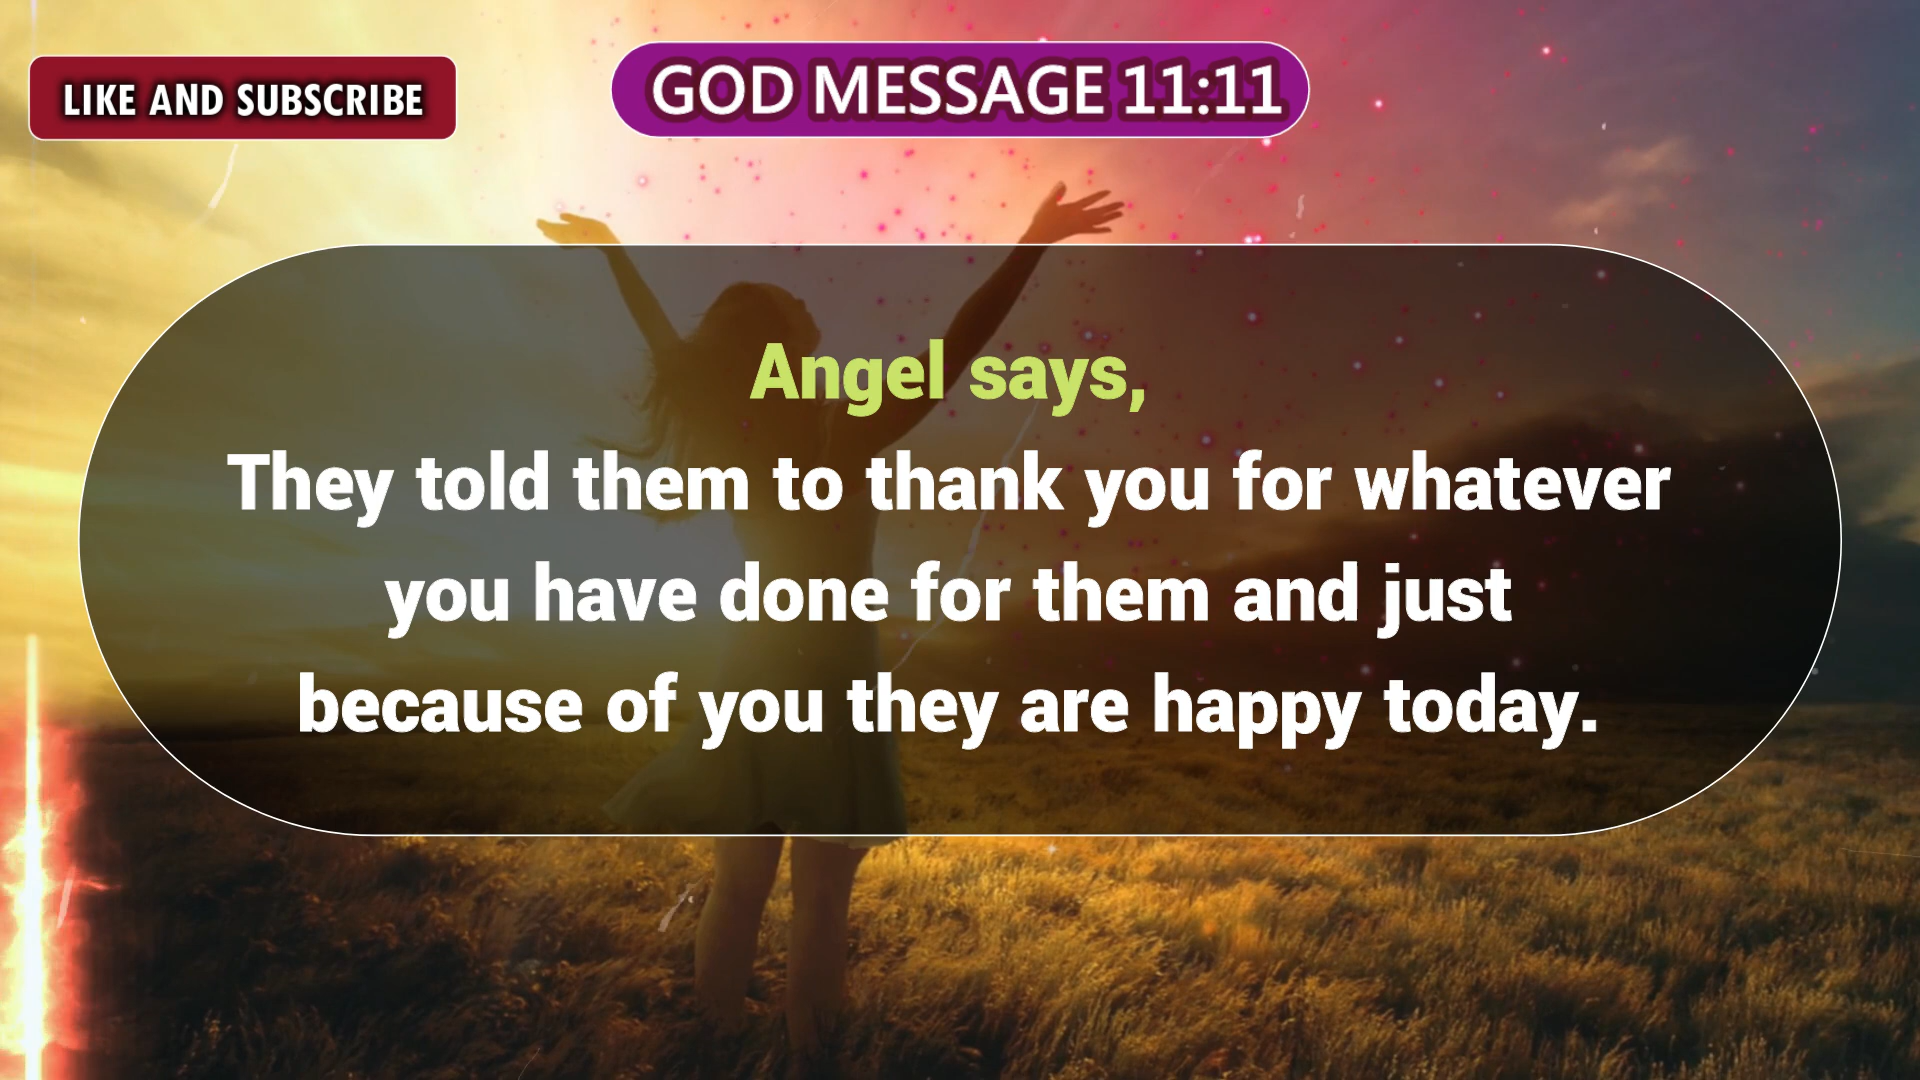 LIKE AND SUBSCRIBE
GOD MESSAGE 11:11
Angel says,
They told them to thank you for whatever
you have done for them and just
because of you they are happy today.